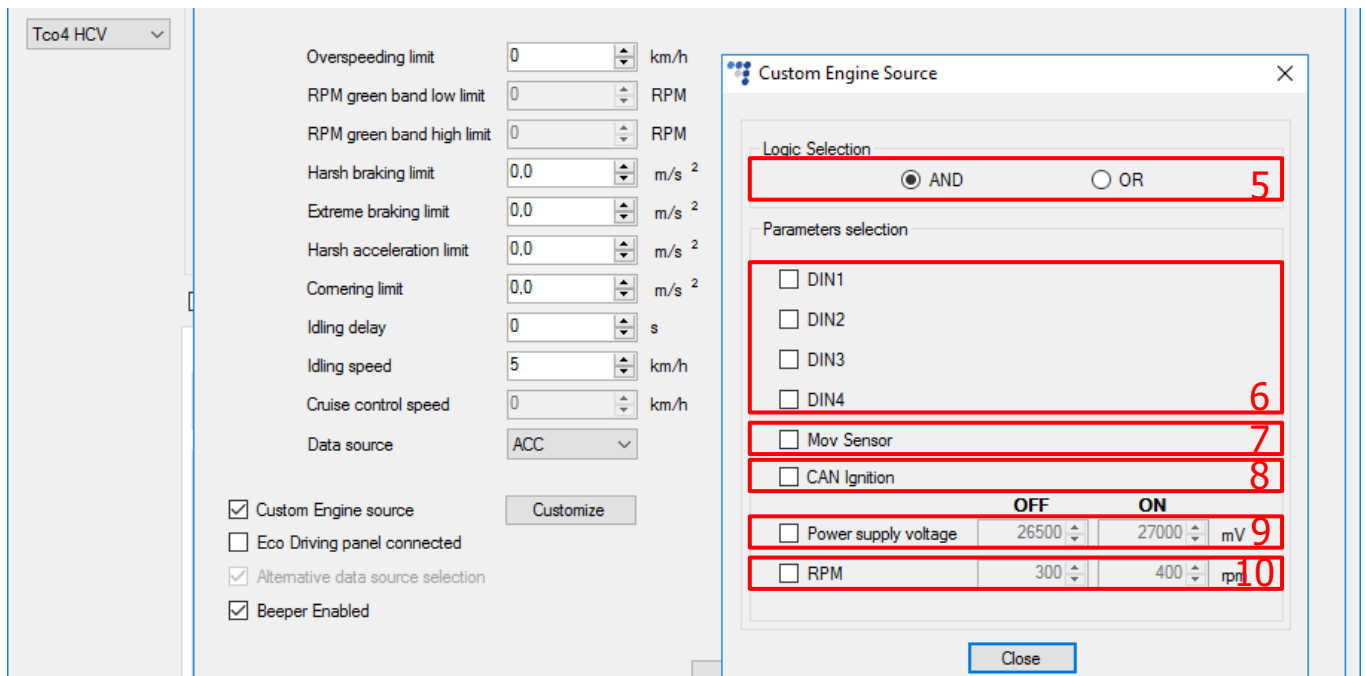 Tco4 HCV
Overspeeding limit 0 km/h
RPM green band low limit 0 RPM
RPM green band high limit 0 RPM
Harsh braking limit 0,0 m/s 2
Extreme braking limit 0,0 m/s 2
Harsh acceleration limit 0,0 m/s 2
Cornering limit 0,0 m/s 2
Idling delay 0 s
Idling speed 5 km/h
Cruise control speed 0 km/h
Data source ACC
Custom Engine source Customize
Eco Driving panel connected
Alternative data source selection
Beeper Enabled
Custom Engine Source
Logic Selection
AND OR 5
Parameters selection
DIN1
DIN2
DIN3
DIN4 6
Mov Sensor 7
CAN Ignition 8
OFF ON
Power supply voltage 26500 27000 mV 9
RPM 300 400 rpm 10
Close